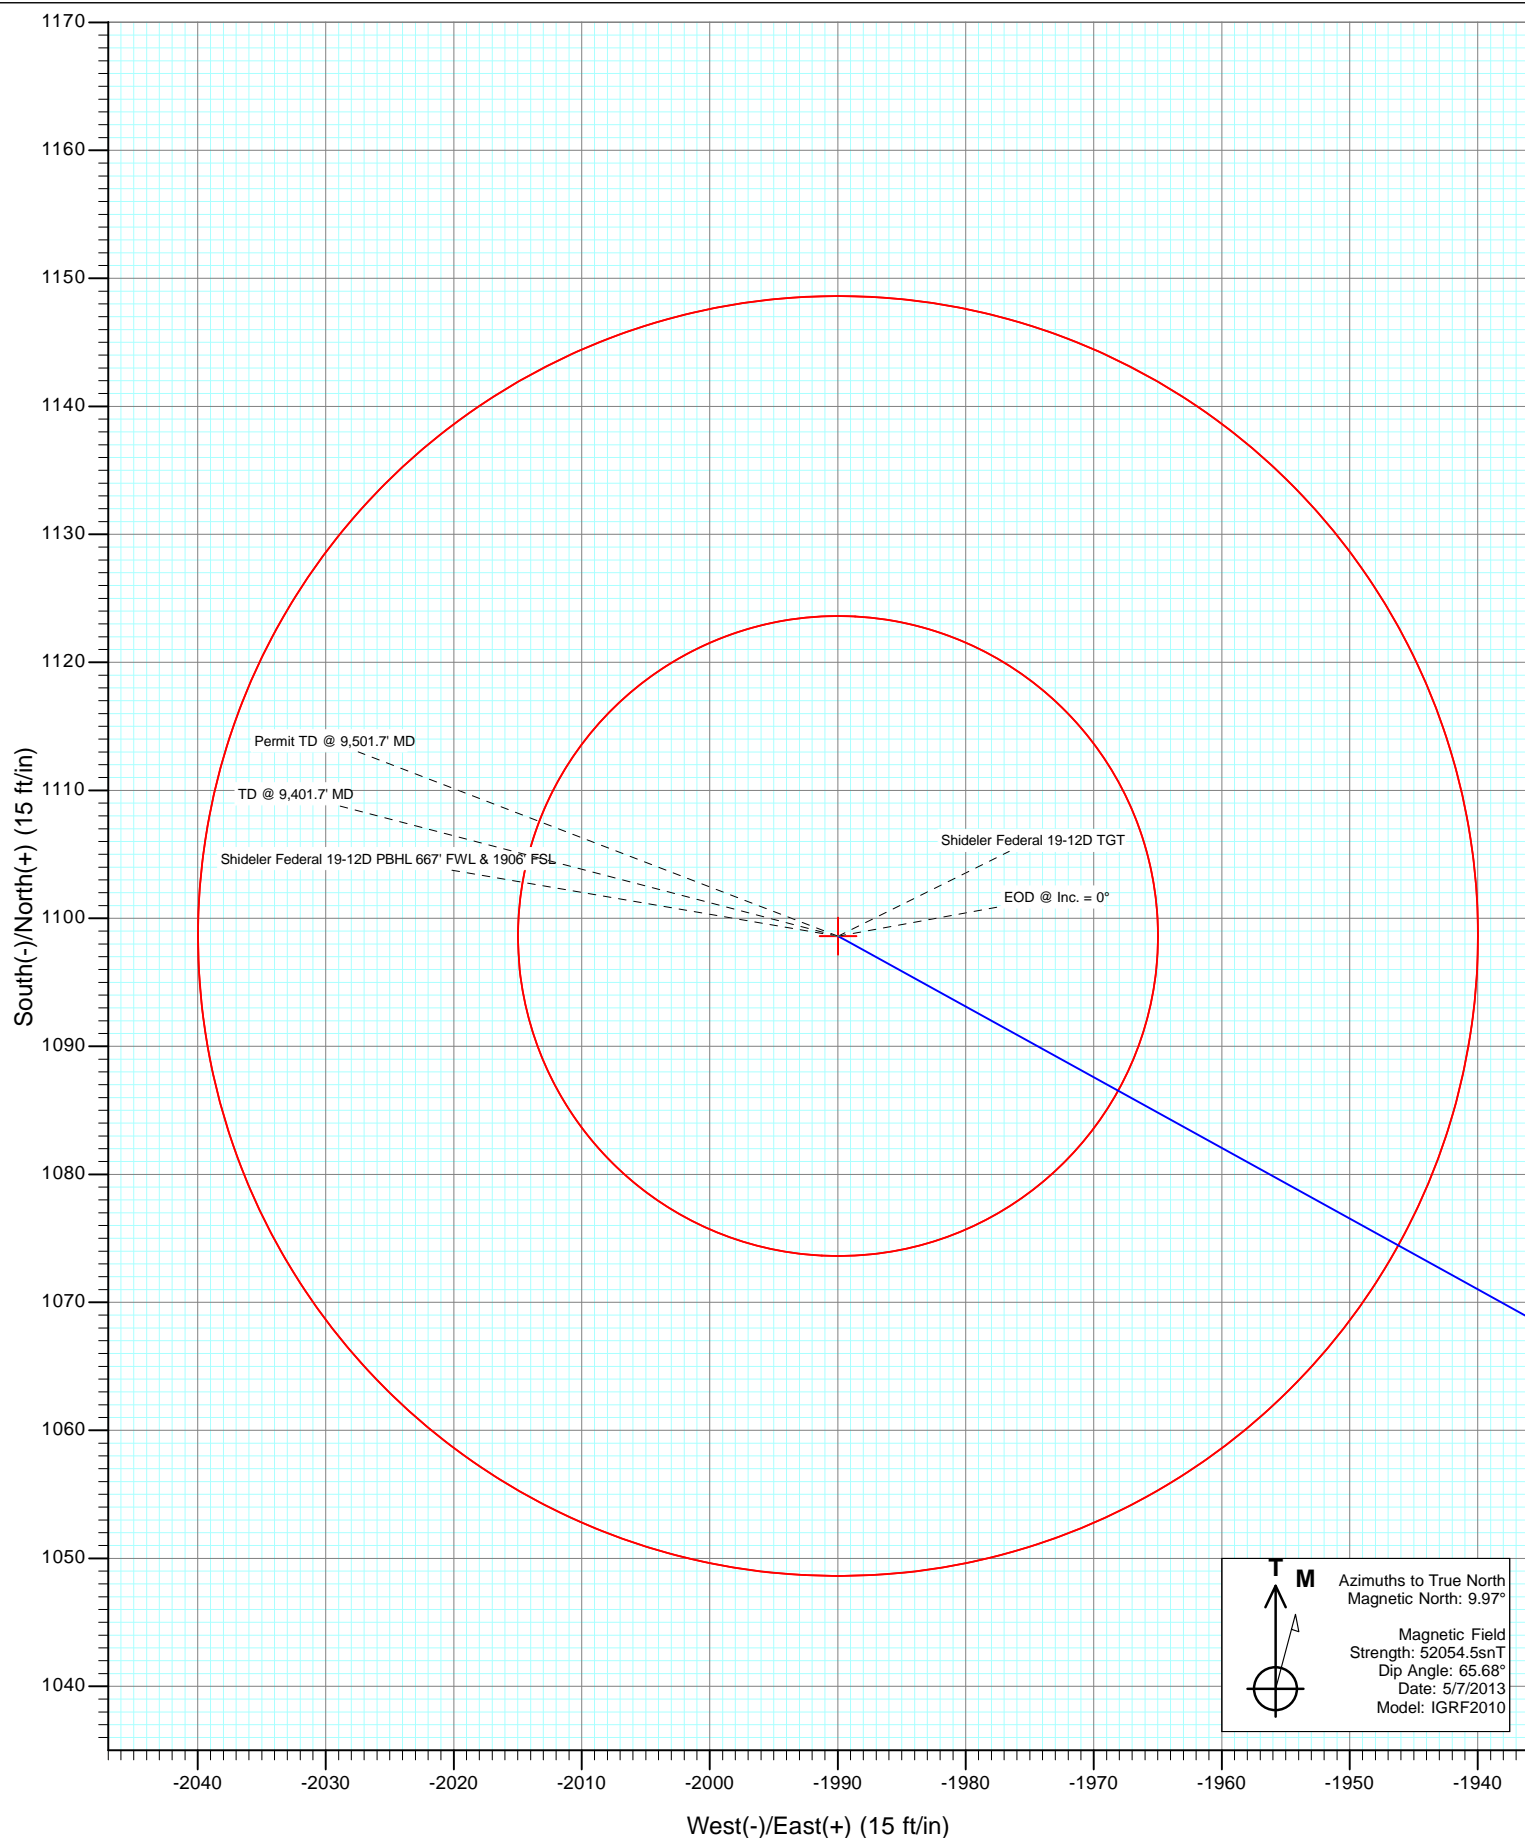 1170
1160
1150
1140
1130
1120
1110
1100
1090
1080
1070
1060
1050
1040
South(-)/North(+) (15 ft/in)
Permit TD @ 9,501.7' MD
TD @ 9,401.7' MD
Shideler Federal 19-12D PBHL 667' FWL & 1906' FSL
Shideler Federal 19-12D TGT
EOD @ Inc. = 0°
T M
Azimuths to True North
Magnetic North: 9.97°
Magnetic Field
Strength: 52054.5snT
Dip Angle: 65.68°
Date: 5/7/2013
Model: IGRF2010
-2040 -2030 -2020 -2010 -2000 -1990 -1980 -1970 -1960 -1950 -1940
West(-)/East(+) (15 ft/in)